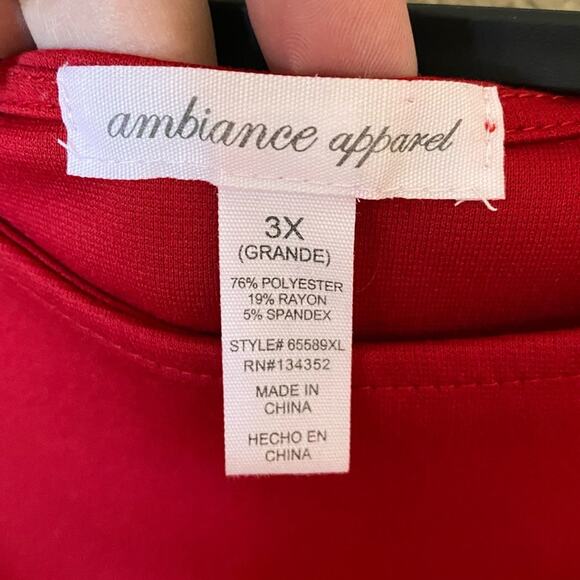 ambiance apparel
3X
(GRANDE)
76% POLYESTER
19% RAYON
5% SPANDEX
STYLE# 65589XL
RN#134352
MADE IN
CHINA
HECHO EN
CHINA